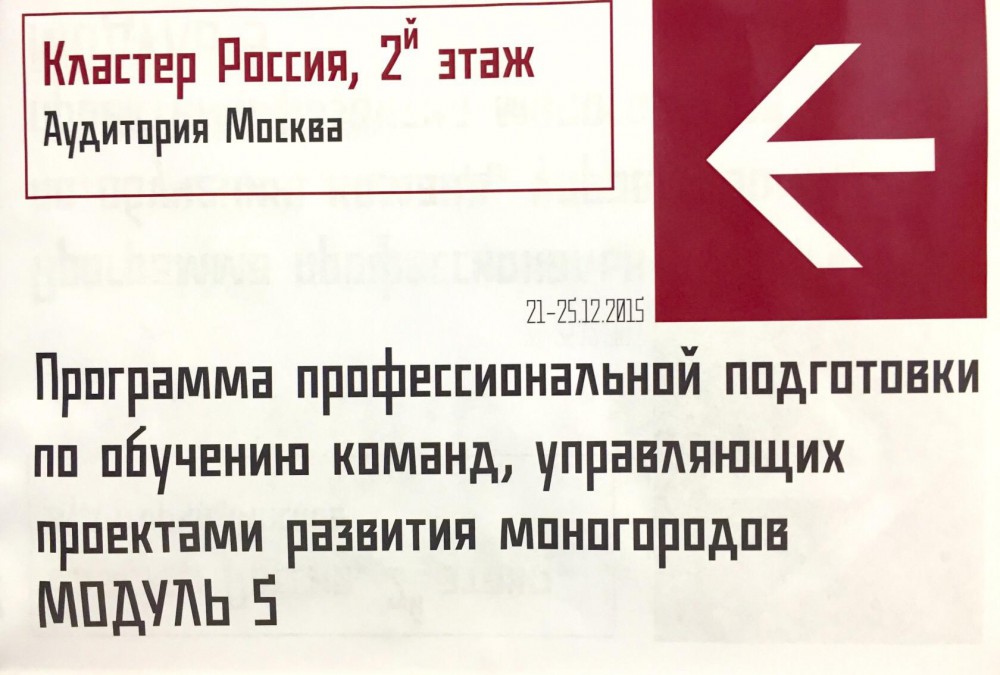 Кластер Россия, 2й этаж
Аудитория Москва
21-25.12.2015
Программа профессиональной подготовки
по обучению команд, управляющих
проектами развития моногородов
МОДУЛЬ 5